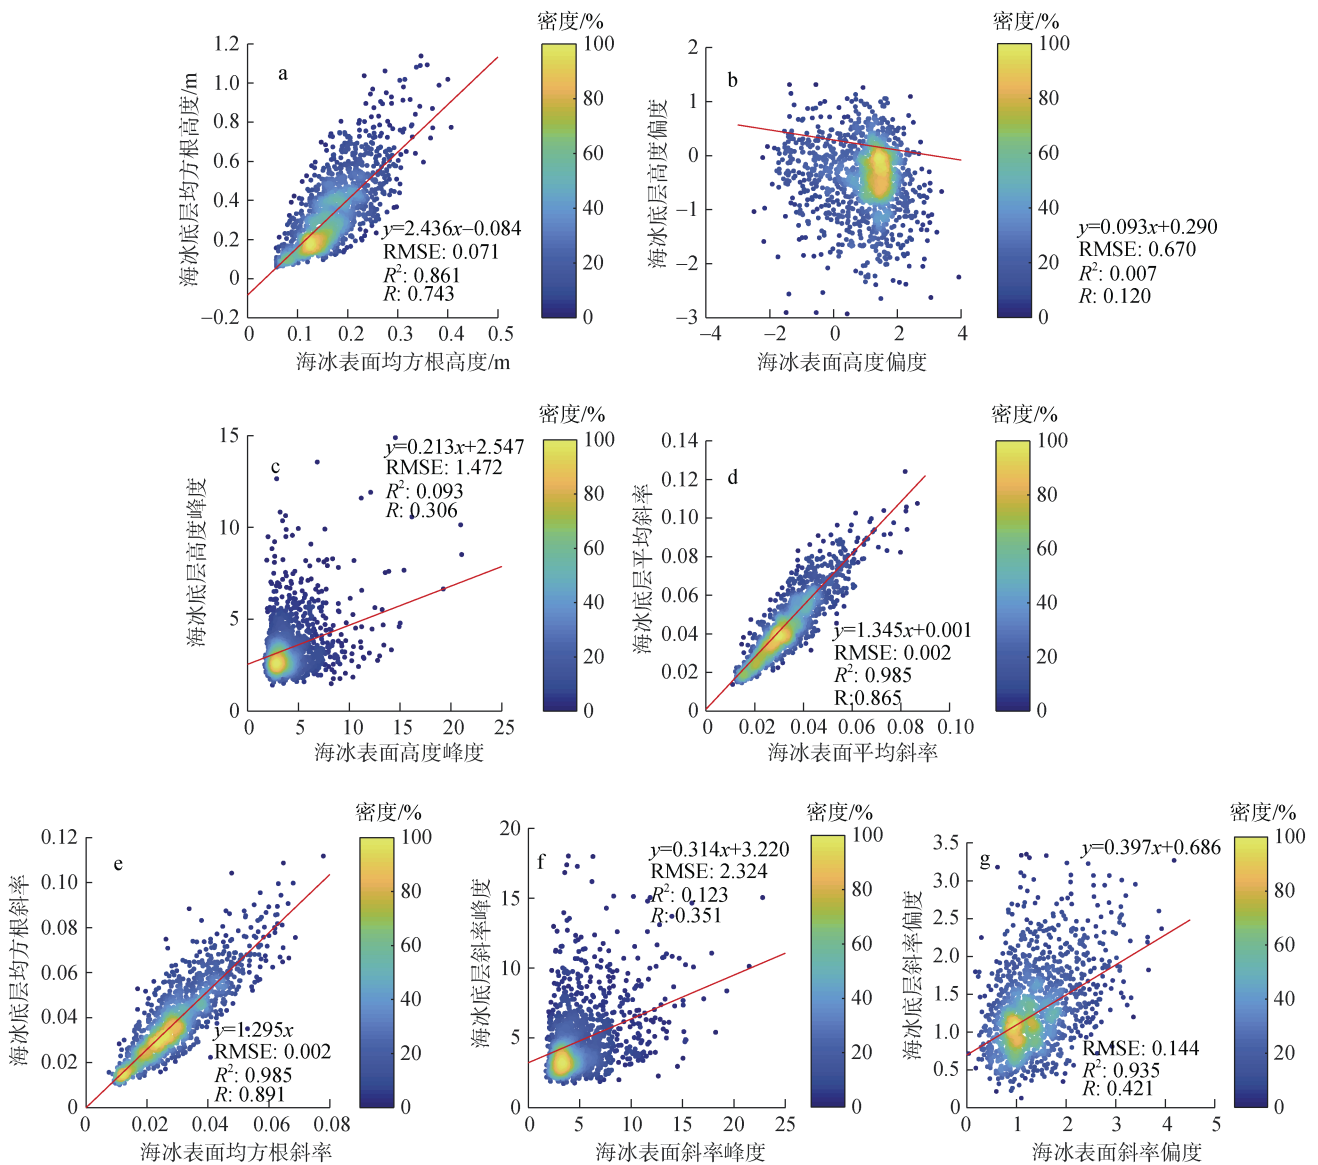 密度/%
1.2
1.0
0.8
0.6
0.4
0.2
0
−0.2
海冰底层均方根高度/m
a
y=2.436x−0.084
RMSE: 0.071
R²: 0.861
R: 0.743
0
0.1
0.2
0.3
0.4
0.5
海冰表面均方根高度/m
100
80
60
40
20
0
密度/%
2
1
0
−1
−2
−3
海冰底层高度偏度
b
−4
−2
0
2
4
海冰表面高度偏度
100
80
60
40
20
0
y=0.093x+0.290
RMSE: 0.670
R²: 0.007
R: 0.120
密度/%
15
10
5
0
海冰底层高度峰度
c
y=0.213x+2.547
RMSE: 1.472
R²: 0.093
R: 0.306
0
5
10
15
20
25
海冰表面高度峰度
100
80
60
40
20
0
密度/%
0.14
0.12
0.10
0.08
0.06
0.04
0.02
0
海冰底层平均斜率
d
y=1.345x+0.001
RMSE: 0.002
R²: 0.985
R:0.865
0
0.02
0.04
0.06
0.08
0.10
海冰表面平均斜率
100
80
60
40
20
0
密度/%
0.12
0.10
0.08
0.06
0.04
0.02
0
海冰底层均方根斜率
e
y=1.295x
RMSE: 0.002
R²: 0.985
R: 0.891
0
0.02
0.04
0.06
0.08
海冰表面均方根斜率
100
80
60
40
20
0
密度/%
20
15
10
5
0
海冰底层斜率峰度
f
y=0.314x+3.220
RMSE: 2.324
R²: 0.123
R: 0.351
0
5
10
15
20
25
海冰表面斜率峰度
100
80
60
40
20
0
密度/%
3.5
3.0
2.5
2.0
1.5
1.0
0.5
0
海冰底层斜率偏度
g
y=0.397x+0.686
RMSE: 0.144
R²: 0.935
R: 0.421
0
1
2
3
4
5
海冰表面斜率偏度
100
80
60
40
20
0